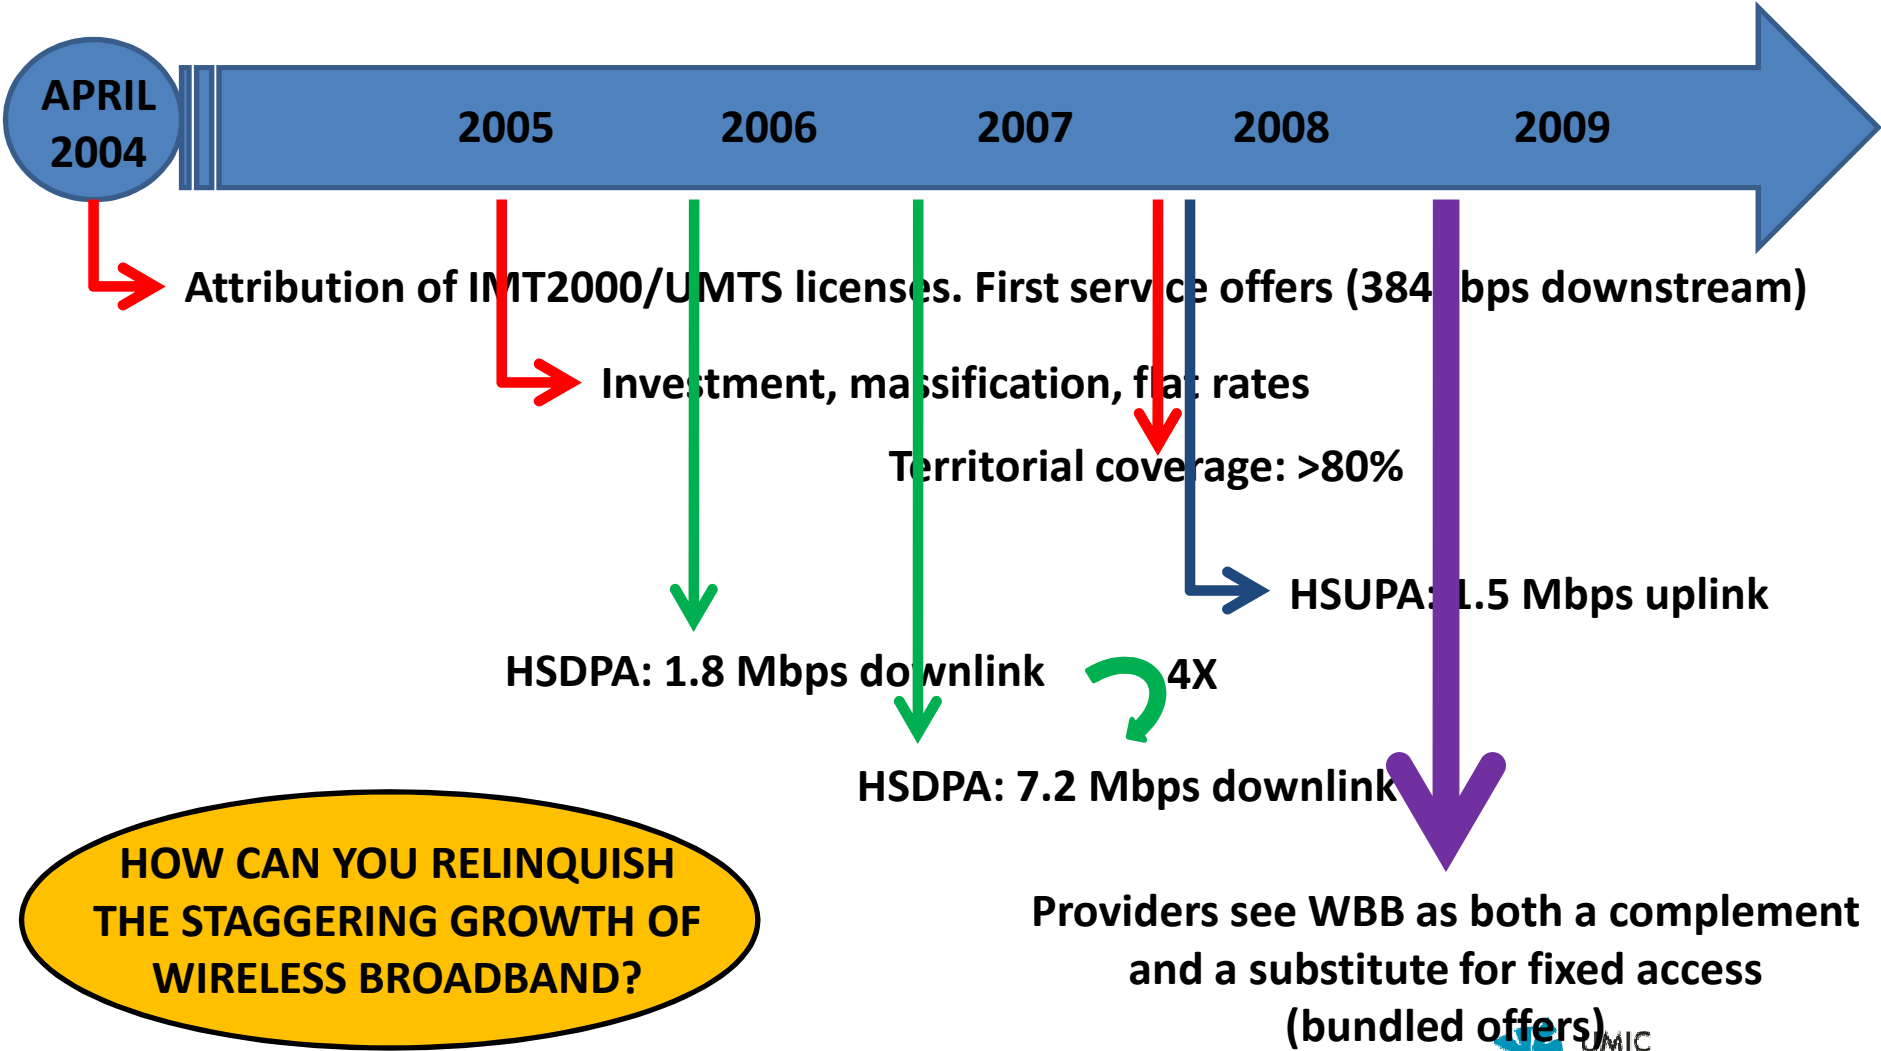 APRIL
2004
2005 2006 2007 2008 2009
Attribution of IMT2000/UMTS licenses. First service offers (384 kbps downstream)
Investment, massification, flat rates
Territorial coverage: >80%
HSUPA: 1.5 Mbps uplink
HSDPA: 1.8 Mbps downlink
4X
HSDPA: 7.2 Mbps downlink
HOW CAN YOU RELINQUISH
THE STAGGERING GROWTH OF
WIRELESS BROADBAND?
Providers see WBB as both a complement
and a substitute for fixed access
(bundled offers)
UMIC